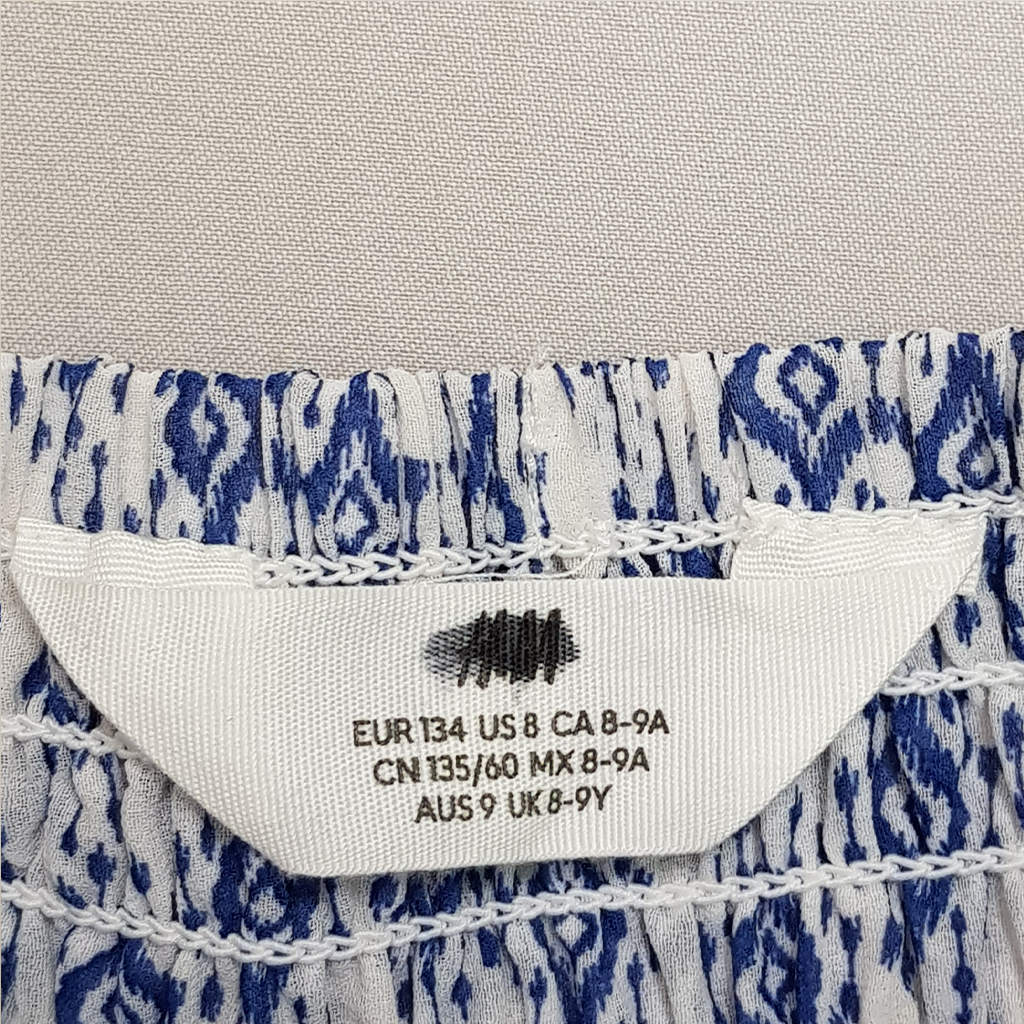 EUR 134 US 8 CA 8-9A
CN 135/60 MX 8-9A
AUS 9 UK 8-9Y